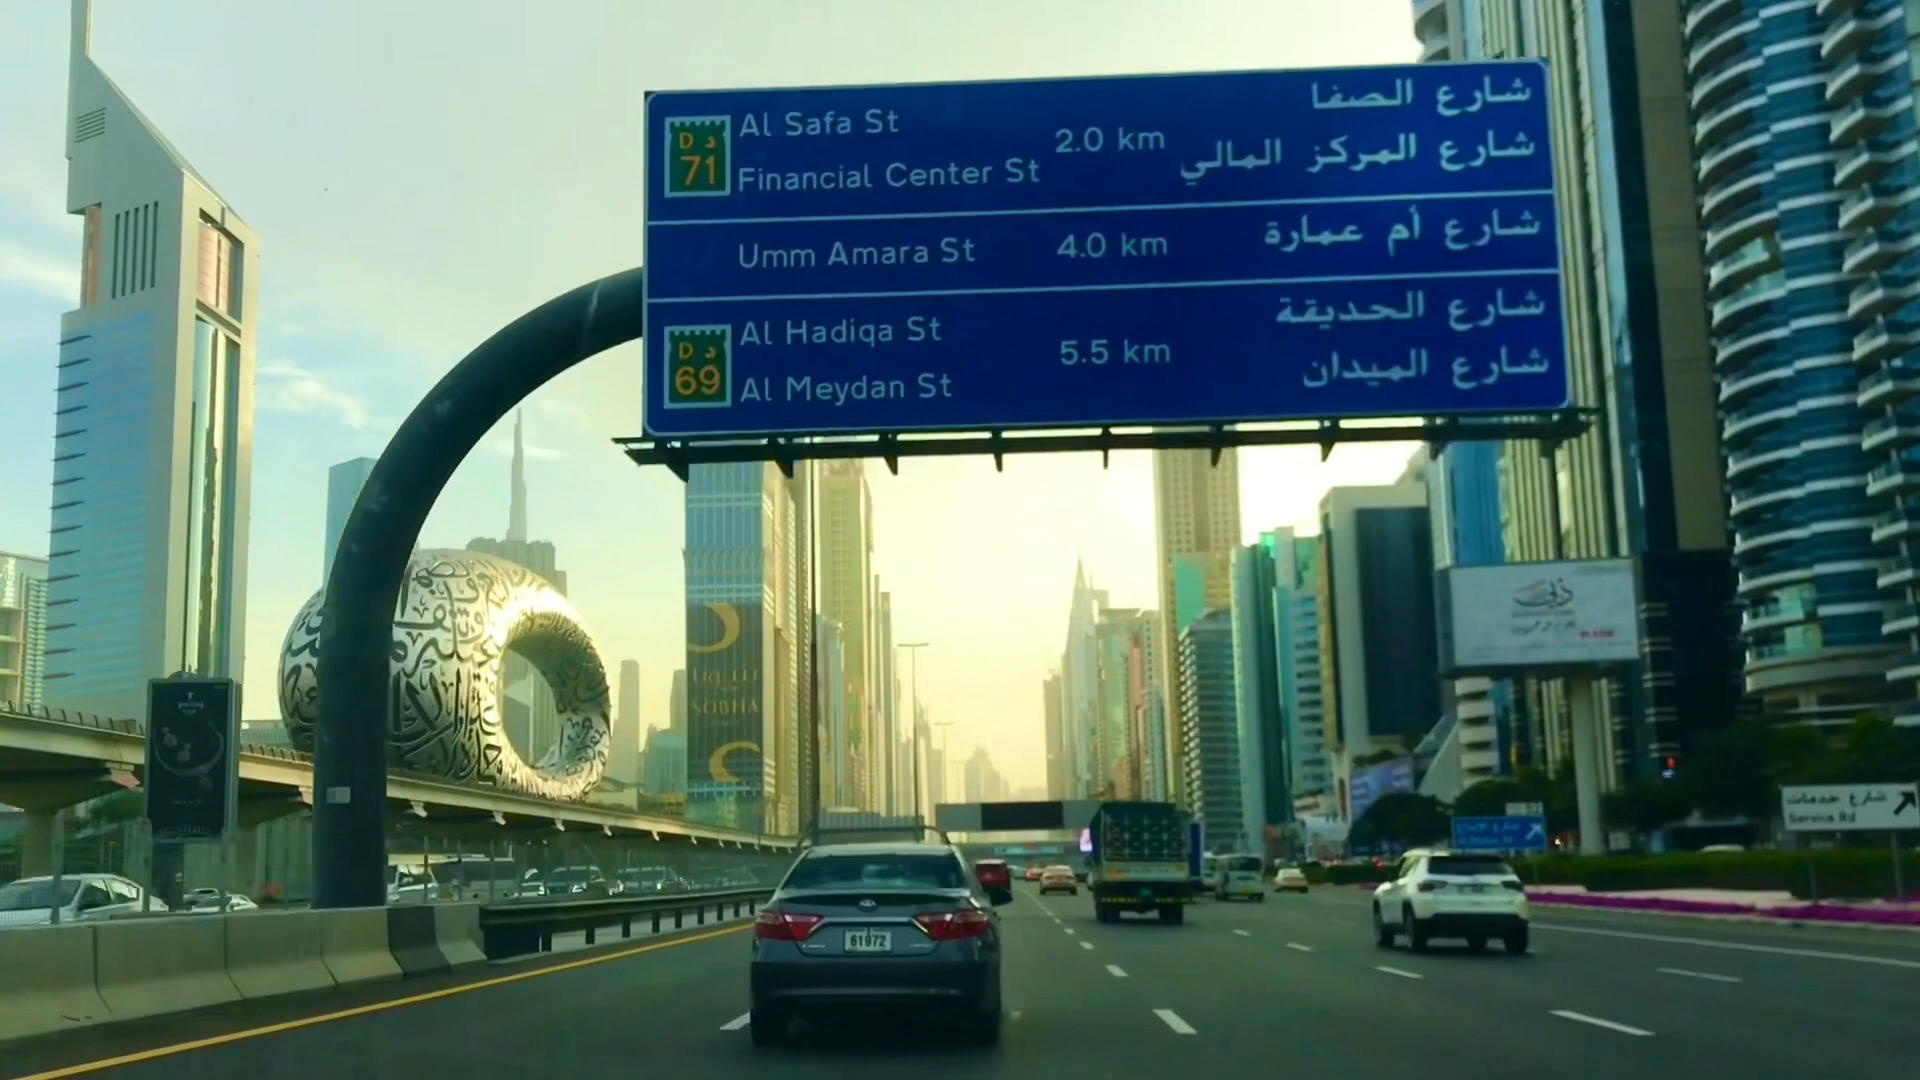 D د
71
Al Safa St
Financial Center St
2.0 km
شارع الصفا
شارع المركز المالي
Umm Amara St
4.0 km
شارع أم عمارة
D د
69
Al Hadiqa St
Al Meydan St
5.5 km
شارع الحديقة
شارع الميدان
SOBHA
دبي
شارع خدمات
Service Rd
61972